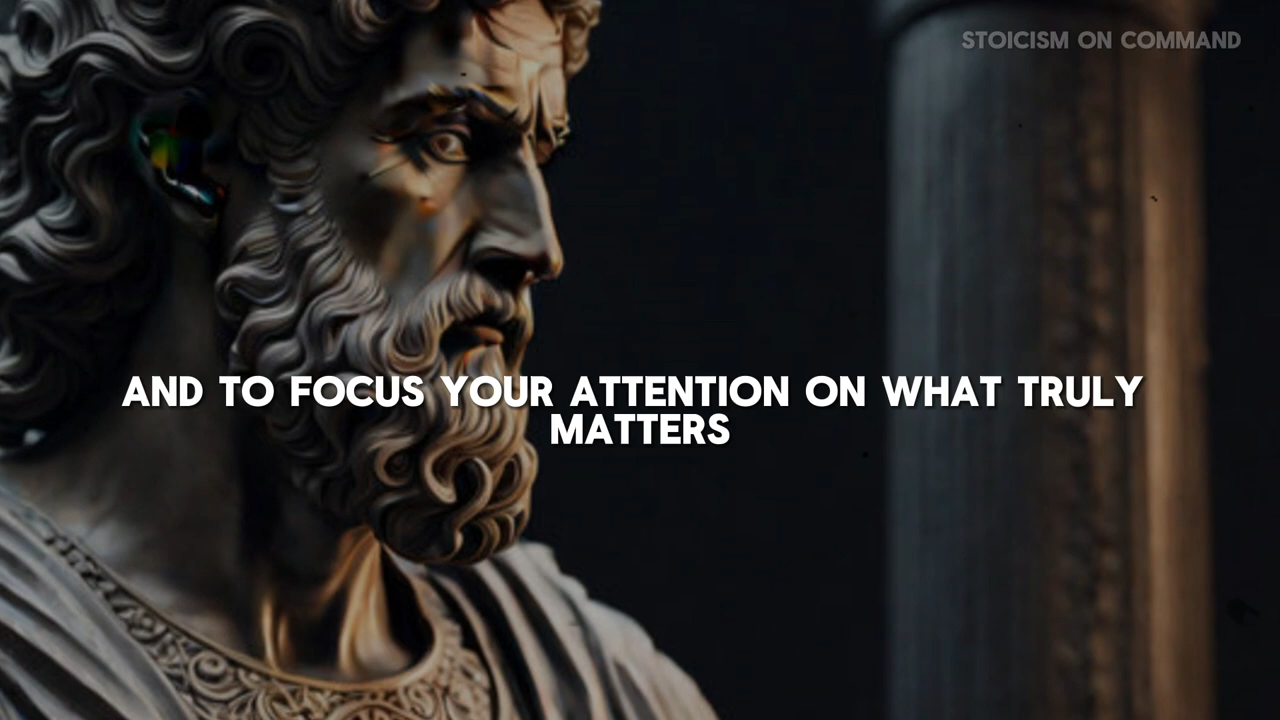 STOICISM ON COMMAND
AND TO FOCUS YOUR ATTENTION ON WHAT TRULY
MATTERS